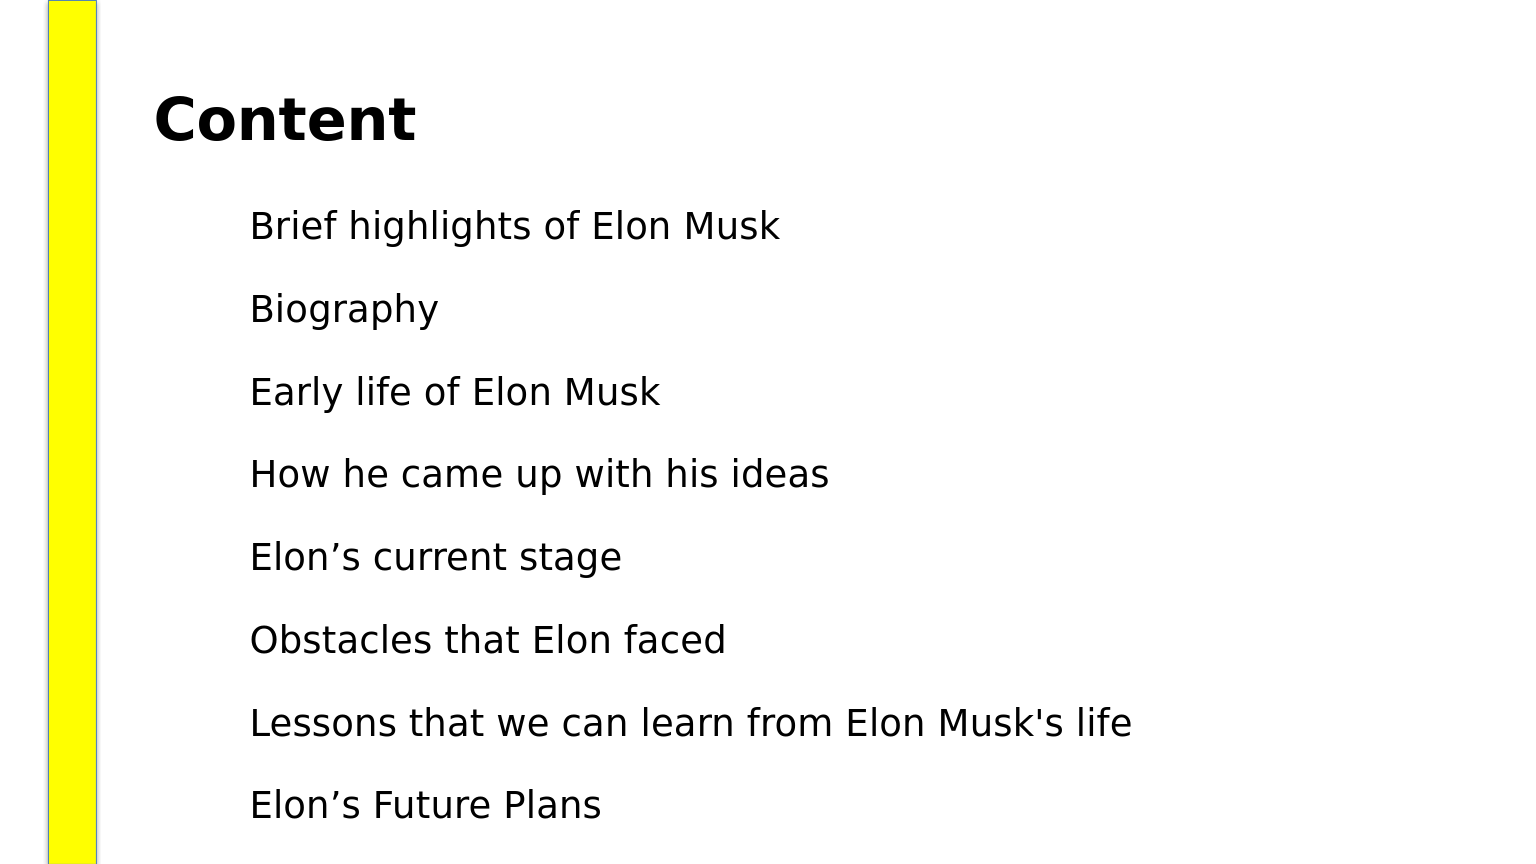 Content
Brief highlights of Elon Musk
Biography
Early life of Elon Musk
How he came up with his ideas
Elon’s current stage
Obstacles that Elon faced
Lessons that we can learn from Elon Musk's life
Elon’s Future Plans